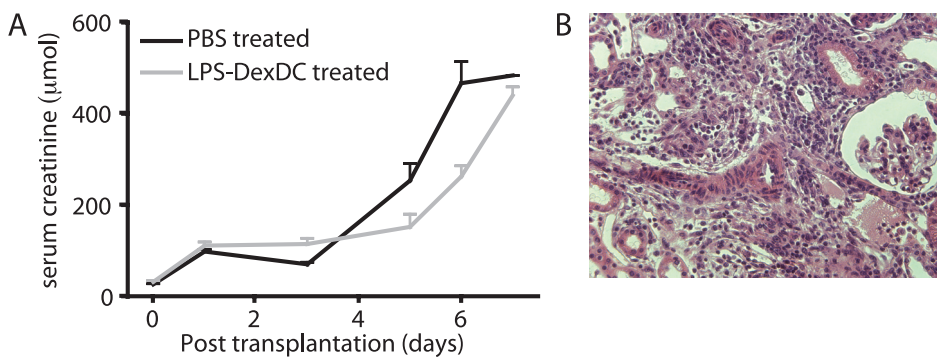 A
B
600
PBS treated
LPS-DexDC treated
400
200
0
serum creatinine (μmol)
0 2 4 6
Post transplantation (days)